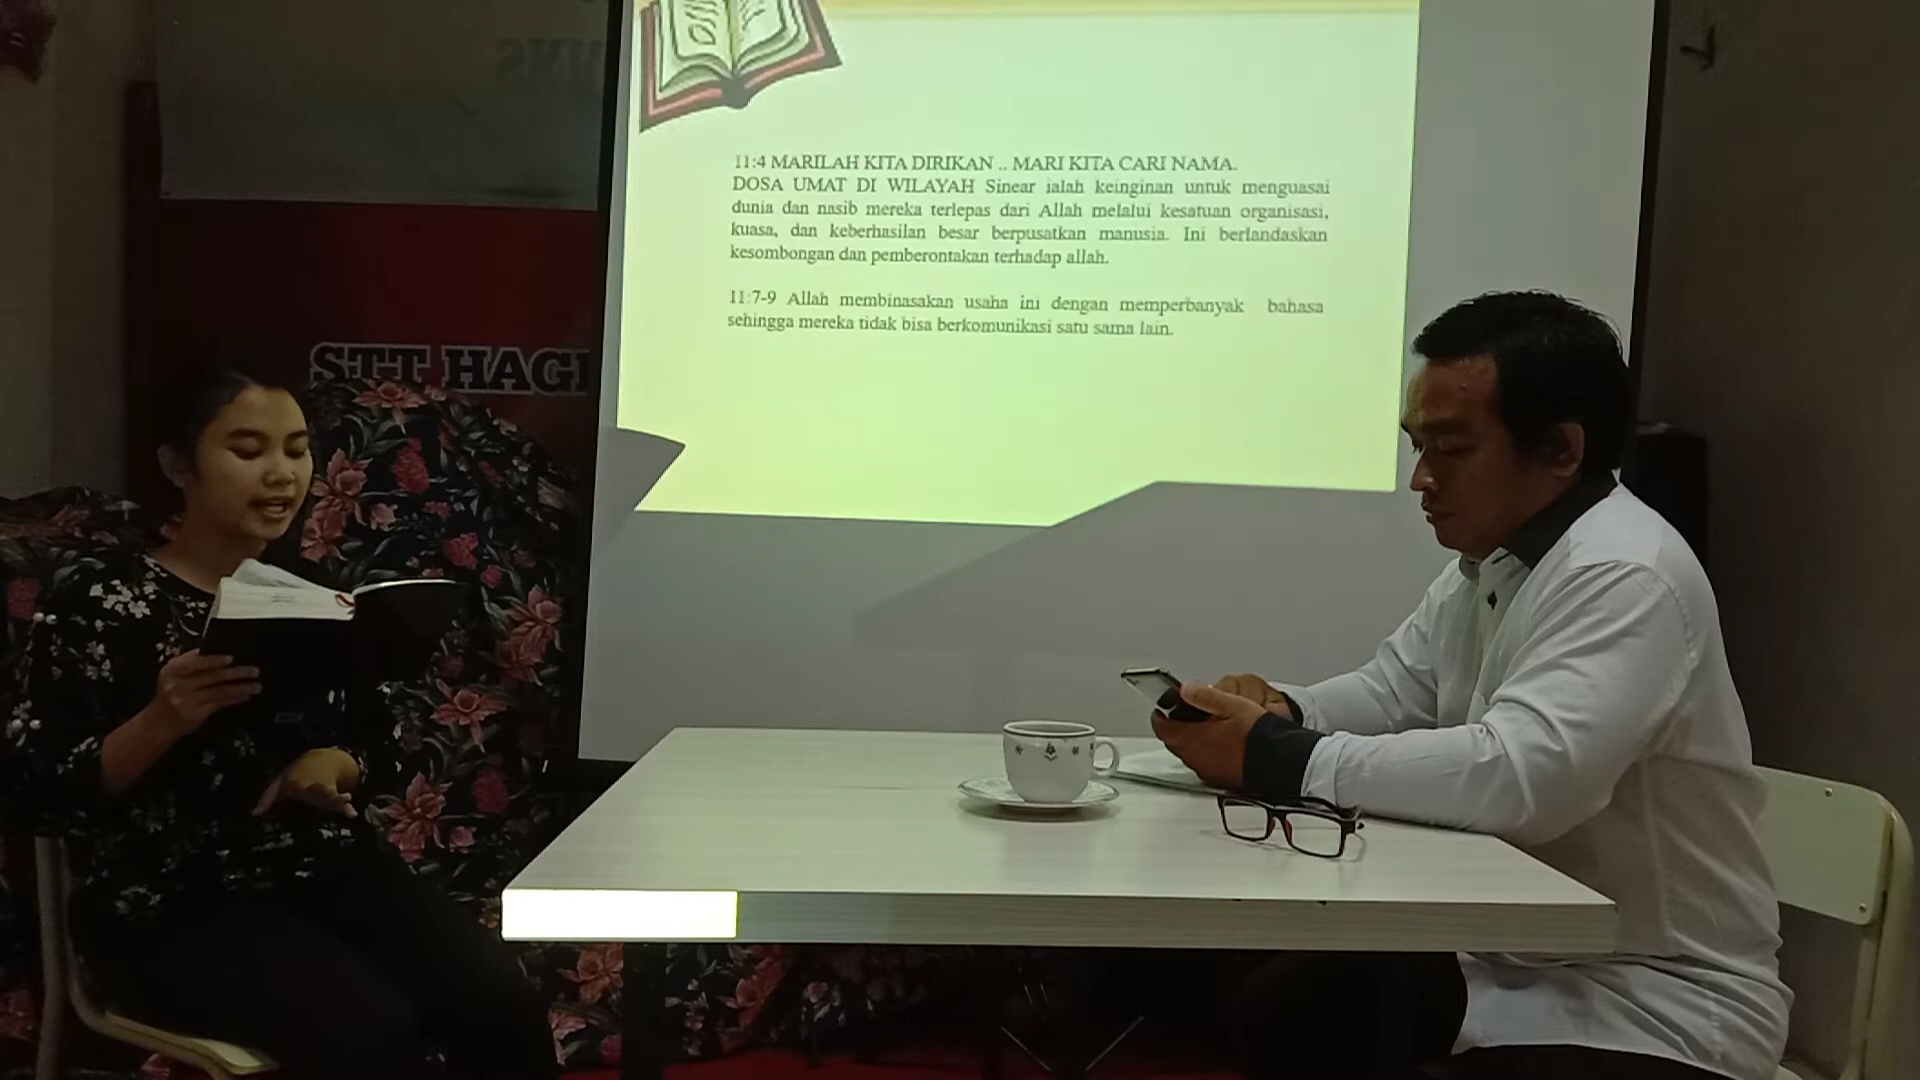 11:4 MARILAH KITA DIRIKAN .. MARI KITA CARI NAMA.
DOSA UMAT DI WILAYAH Sinear ialah keinginan untuk menguasai
dunia dan nasib mereka terlepas dari Allah melalui kesatuan organisasi,
kuasa, dan keberhasilan besar berpusatkan manusia. Ini berlandaskan
kesombongan dan pemberontakan terhadap allah.
11:7-9 Allah membinasakan usaha ini dengan memperbanyak bahasa
sehingga mereka tidak bisa berkomunikasi satu sama lain.
STT HAGI